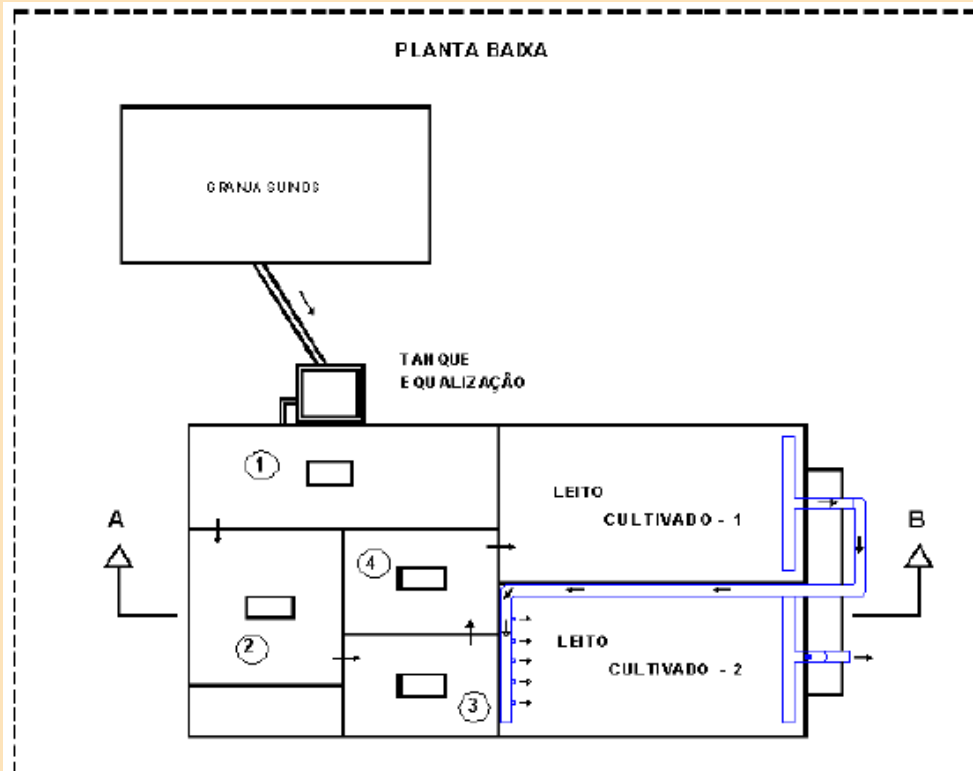 PLANTA BAIXA
GRANJA SUINOS
TANQUE
EQUALIZAÇÃO
1
LEITO
CULTIVADO - 1
A
B
4
2
LEITO
CULTIVADO - 2
3